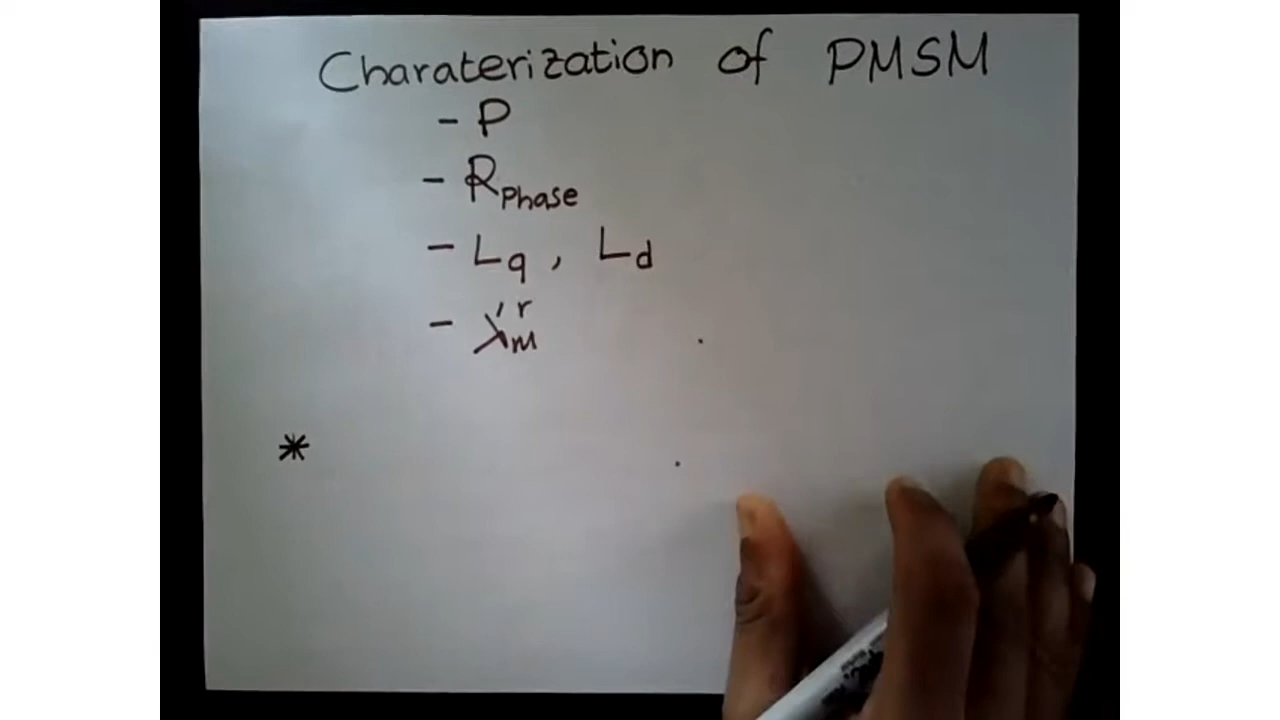 Charaterization of PMSM
- P
- R_Phase
- L_q , L_d
- λ'^r_m
*